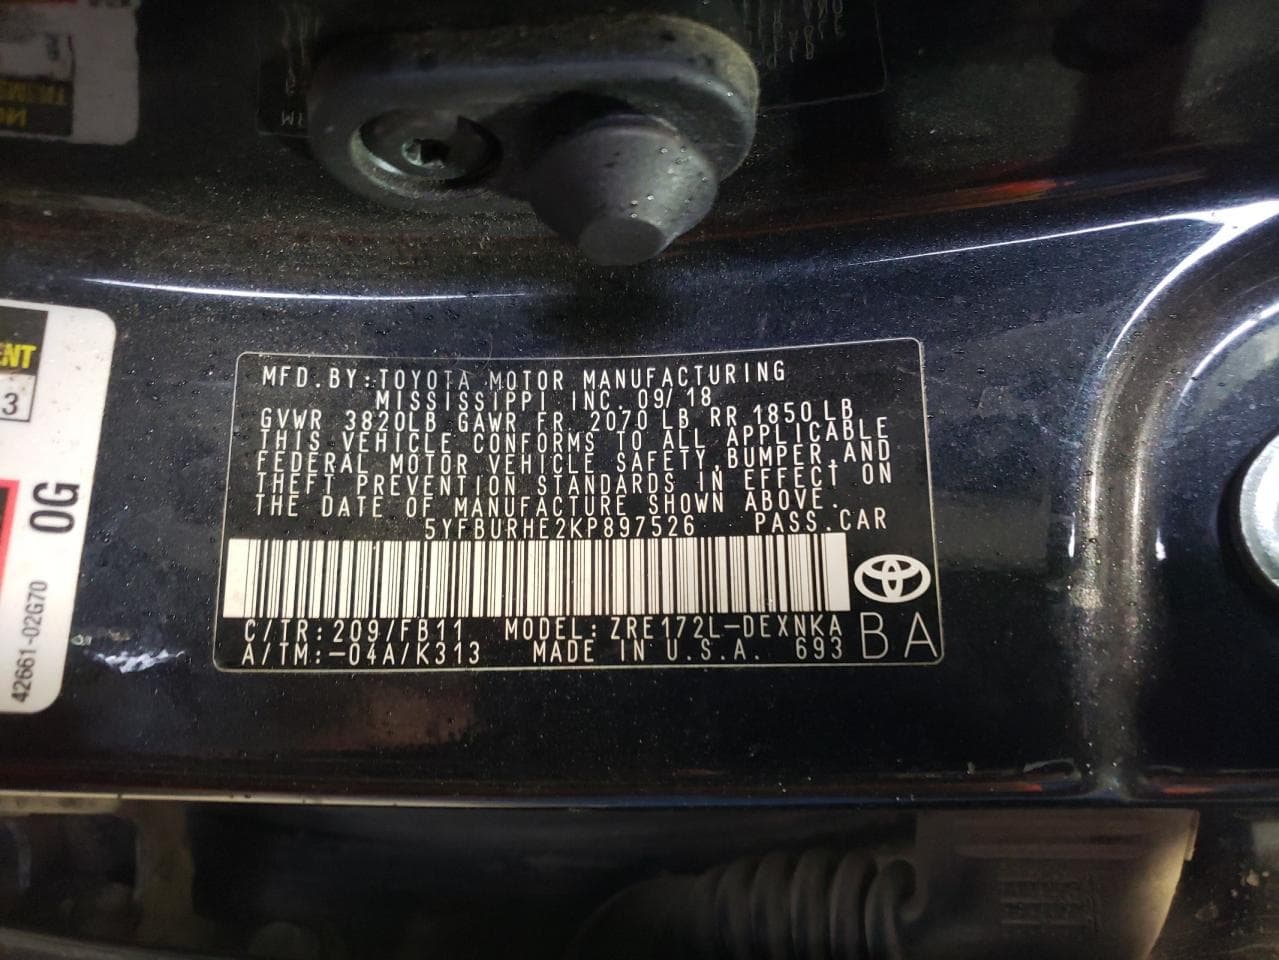 ENT
3
0G
42661-02G70
MFD.BY:TOYOTA MOTOR MANUFACTURING
MISSISSIPPI INC 09/18
GVWR 3820LB GAWR FR 2070 LB RR 1850 LB
THIS VEHICLE CONFORMS TO ALL APPLICABLE
FEDERAL MOTOR VEHICLE SAFETY,BUMPER,AND
THEFT PREVENTION STANDARDS IN EFFECT ON
THE DATE OF MANUFACTURE SHOWN ABOVE.
5YFBURHE2KP897526 PASS.CAR
C/TR:209/FB11 MODEL:ZRE172L-DEXNKA
A/TM:-04A/K313 MADE IN U.S.A. 693 BA